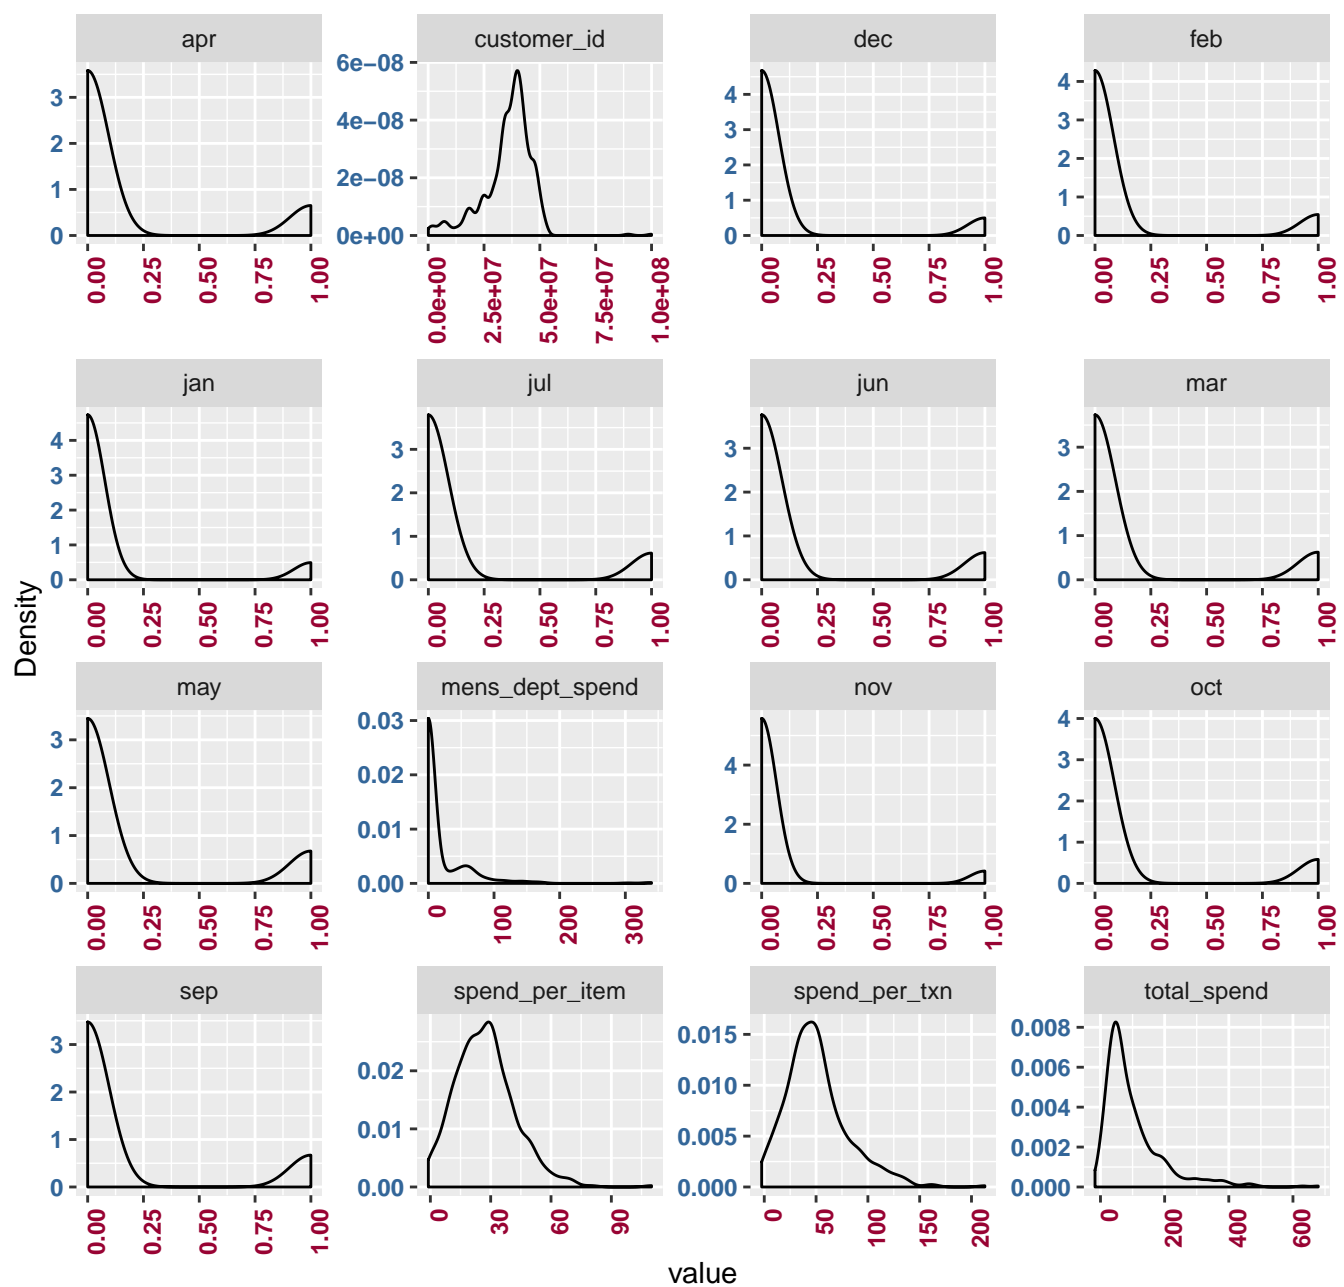 apr customer_id dec feb
3 2 1 0
6e−08 4e−08 2e−08 0e+00
4 3 2 1 0
4 3 2 1 0
0.00 0.25 0.50 0.75 1.00
0.0e+00 2.5e+07 5.0e+07 7.5e+07 1.0e+08
0.00 0.25 0.50 0.75 1.00
0.00 0.25 0.50 0.75 1.00
jan jul jun mar
4 3 2 1 0
3 2 1 0
3 2 1 0
3 2 1 0
0.00 0.25 0.50 0.75 1.00
0.00 0.25 0.50 0.75 1.00
0.00 0.25 0.50 0.75 1.00
0.00 0.25 0.50 0.75 1.00
Density
may mens_dept_spend nov oct
3 2 1 0
0.03 0.02 0.01 0.00
4 2 0
4 3 2 1 0
0.00 0.25 0.50 0.75 1.00
0 100 200 300
0.00 0.25 0.50 0.75 1.00
0.00 0.25 0.50 0.75 1.00
sep spend_per_item spend_per_txn total_spend
3 2 1 0
0.02 0.01 0.00
0.015 0.010 0.005 0.000
0.008 0.006 0.004 0.002 0.000
0.00 0.25 0.50 0.75 1.00
0 30 60 90
0 50 100 150 200
0 200 400 600
value